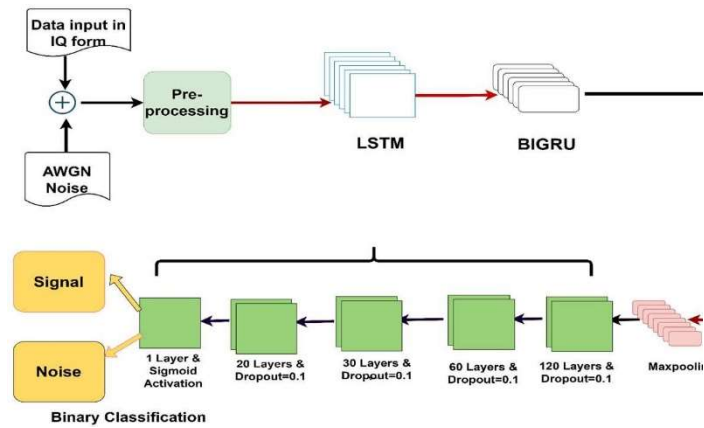 Data input in
IQ form
AWGN
Noise
Pre-
processing
LSTM
BIGRU
Signal
Noise
Binary Classification
1 Layer &
Sigmoid
Activation
20 Layers &
Dropout=0.1
30 Layers &
Dropout=0.1
60 Layers &
Dropout=0.1
120 Layers &
Dropout=0.1
Maxpoolin